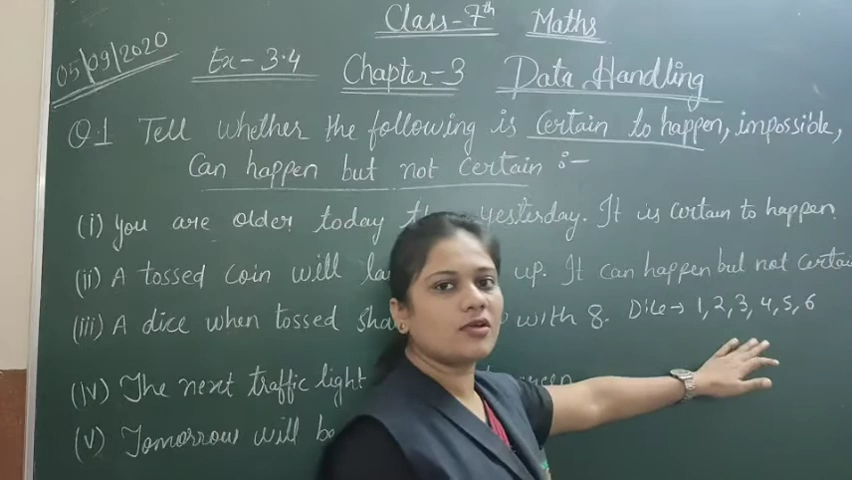 Class-7th Maths
05/09/2020 Ex-3.4 Chapter-3 Data Handling
Q.1 Tell whether the following is certain to happen, impossible,
Can happen but not certain :-
(i) You are older today yesterday. It is certain to happen.
(ii) A tossed coin will up. It can happen but not certain
(iii) A dice when tossed with 8. Dice → 1, 2, 3, 4, 5, 6
(iv) The next traffic light
(v) Tomorrow will be